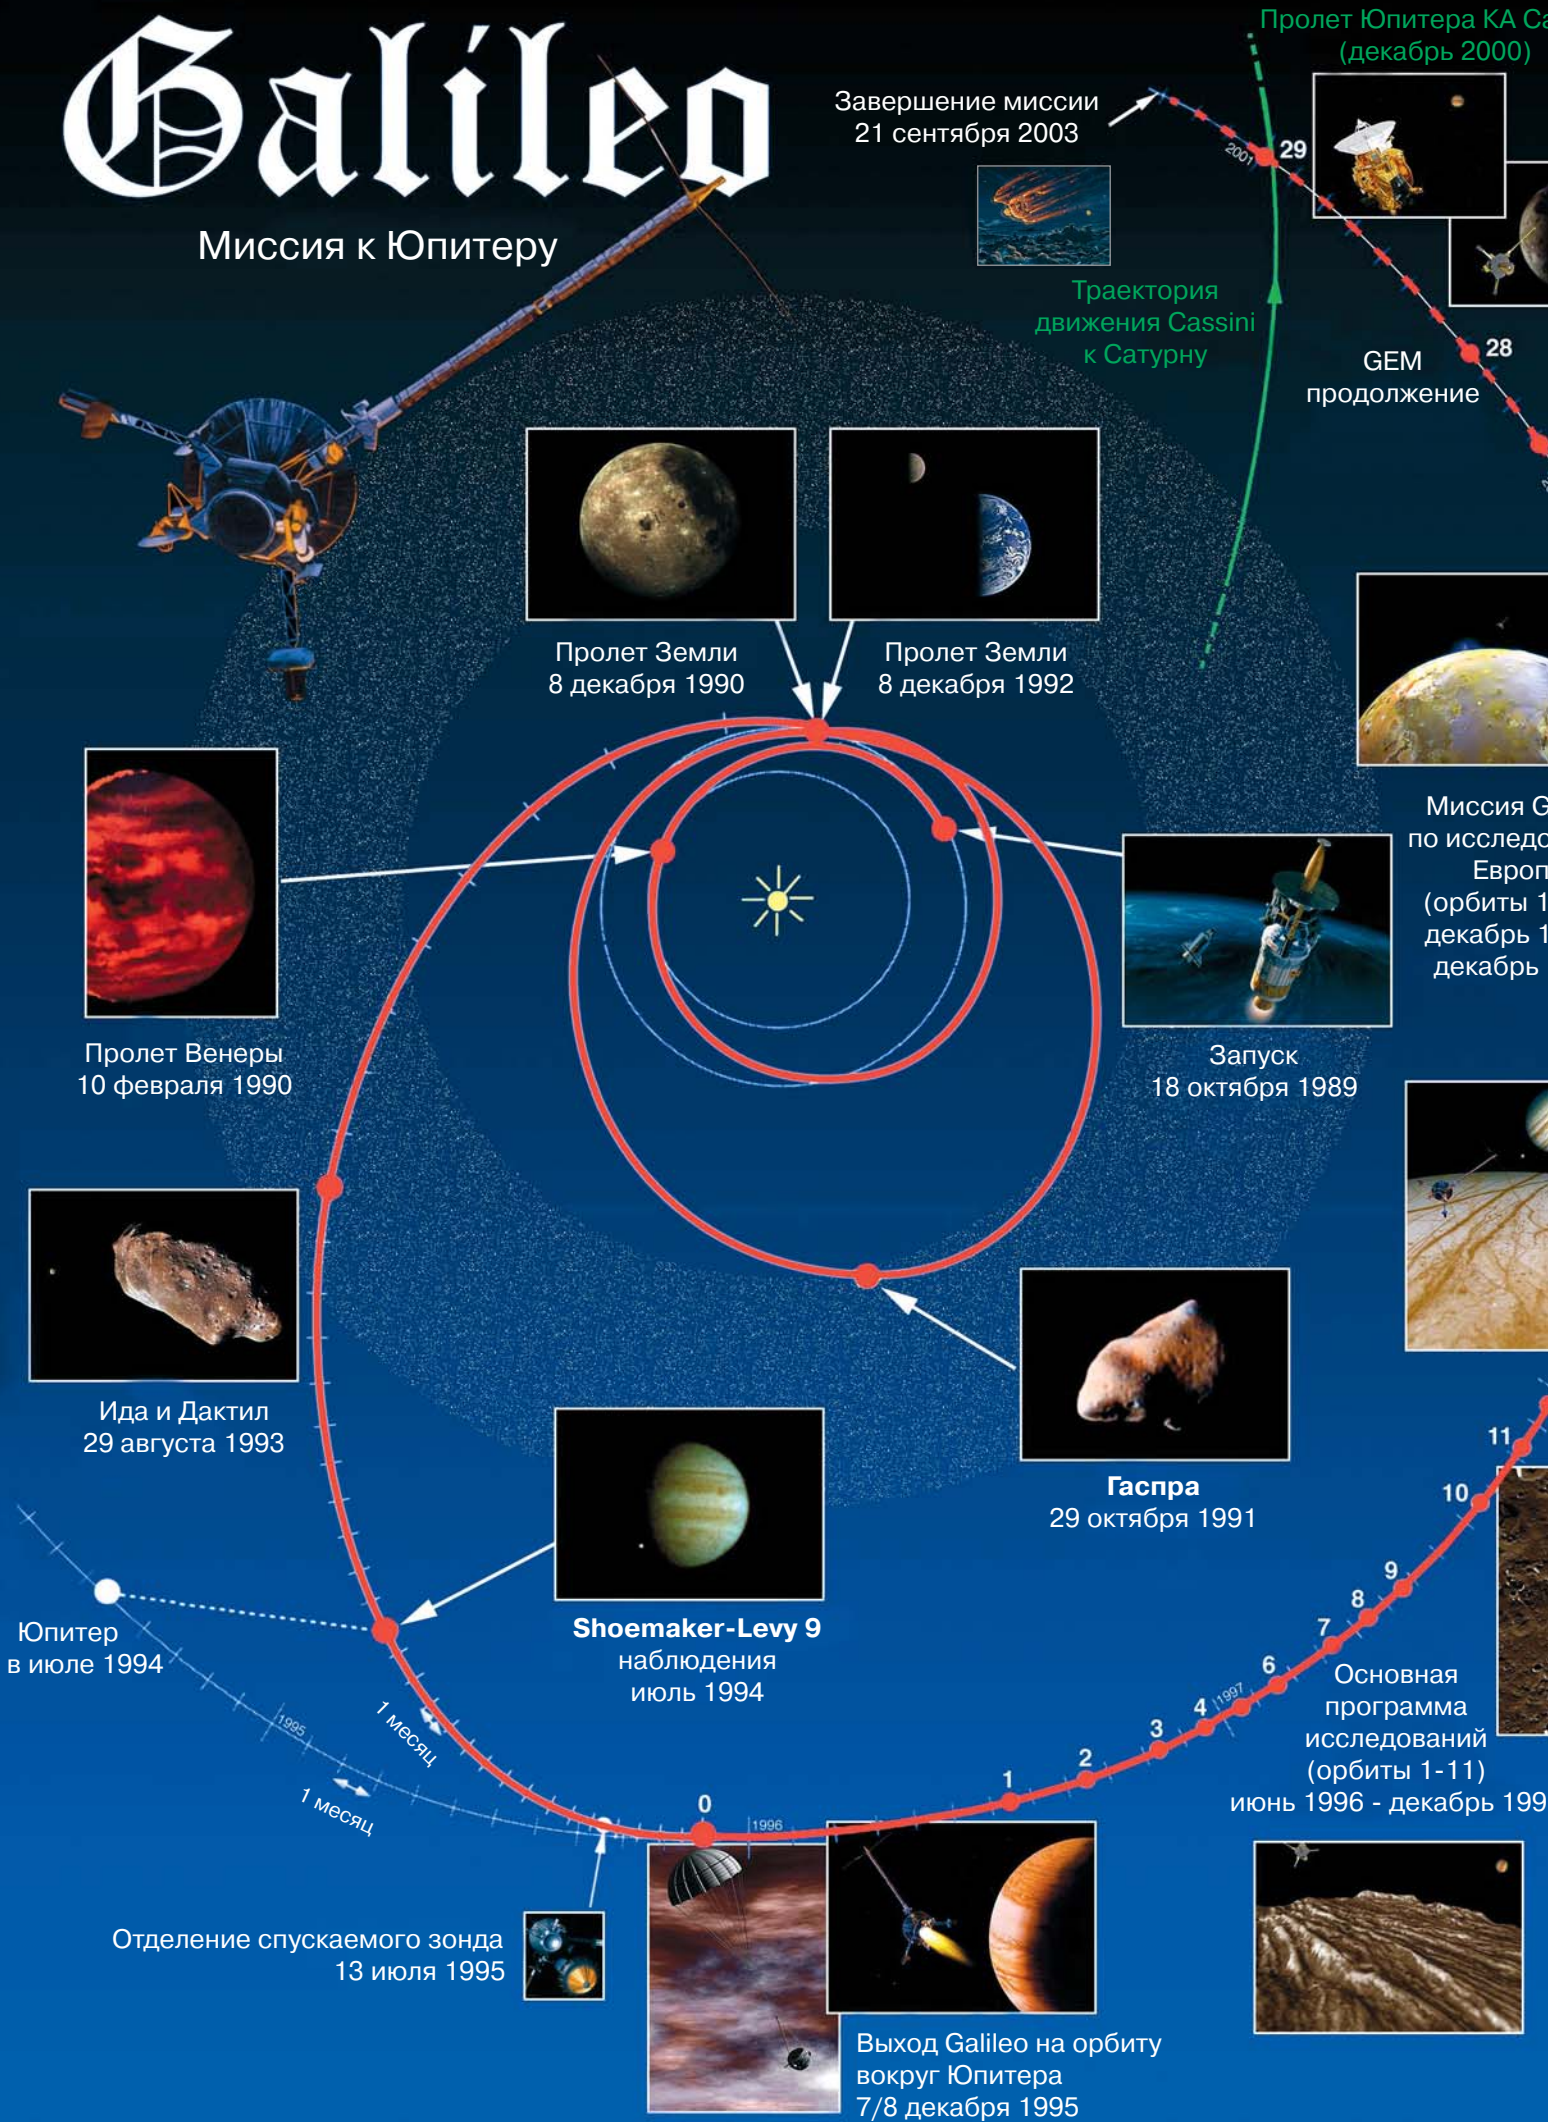 Galileo
Миссия к Юпитеру
Пролет Юпитера КА
(декабрь 2000)
Завершение миссии
21 сентября 2003
2001
29
Траектория
движения Cassini
к Сатурну
28
GEM
продолжение
Пролет Земли
8 декабря 1990
Пролет Земли
8 декабря 1992
Миссия
Европ
(орбиты 1
декабрь 1
декабрь
Пролет Венеры
10 февраля 1990
Запуск
18 октября 1989
Ида и Дактил
29 августа 1993
Гаспра
29 октября 1991
11
10
9
8
7
6
1997
4
3
2
1
0
1996
Shoemaker-Levy 9
наблюдения
июль 1994
Юпитер
в июле 1994
1995
1 месяц
1 месяц
Основная
программа
исследований
(орбиты 1-11)
июнь 1996 - декабрь 199
Отделение спускаемого зонда
13 июля 1995
Выход Galileo на орбиту
вокруг Юпитера
7/8 декабря 1995